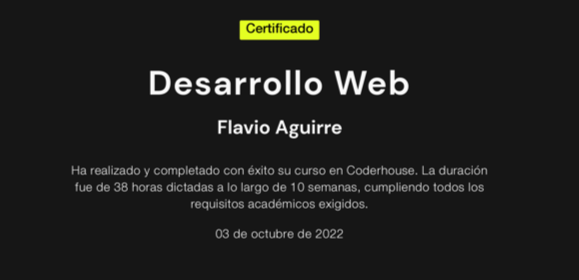 Certificado
Desarrollo Web
Flavio Aguirre
Ha realizado y completado con éxito su curso en Coderhouse. La duración
fue de 38 horas dictadas a lo largo de 10 semanas, cumpliendo todos los
requisitos académicos exigidos.
03 de octubre de 2022